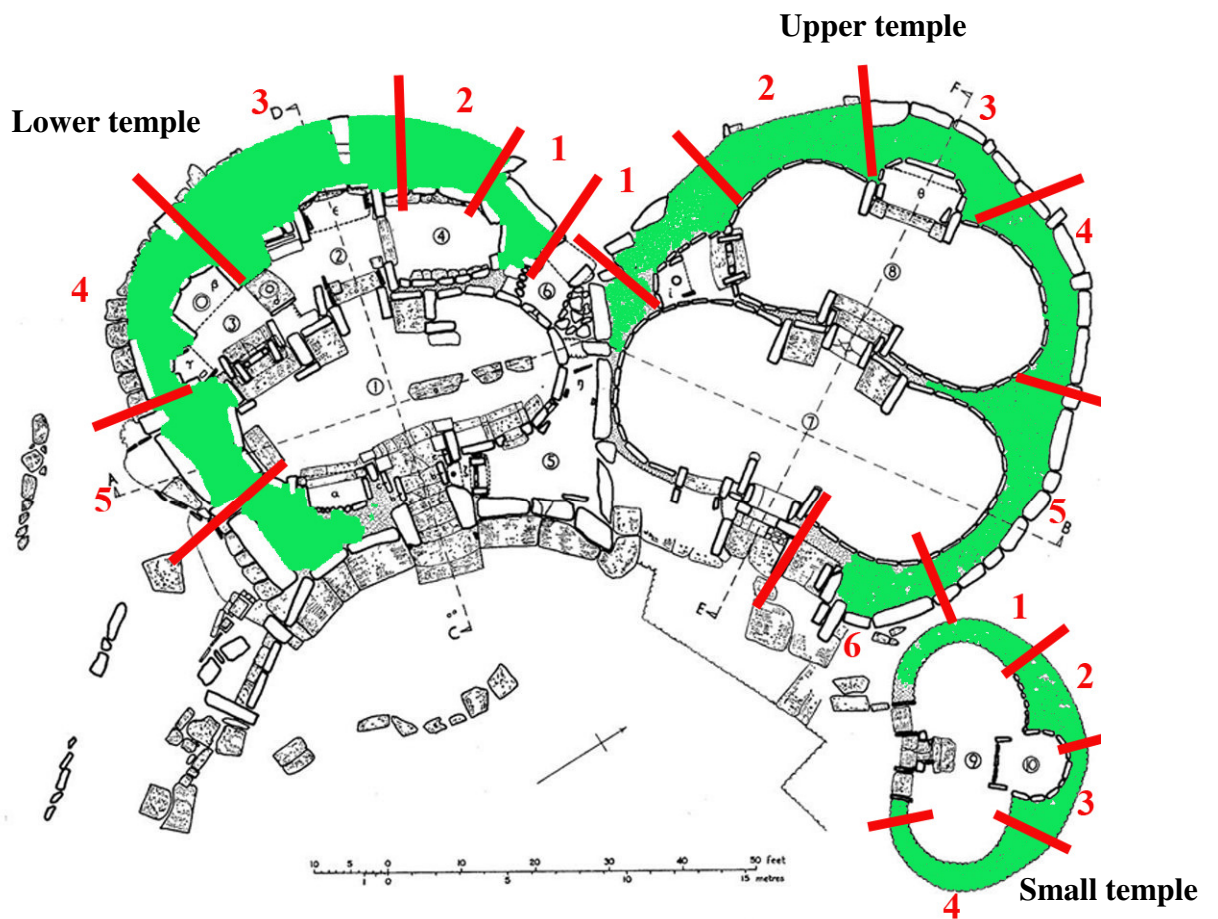 Upper temple
Lower temple
3
D
2
1
1
2
F
3
4
4
5
6
1
2
3
4
5
A
B
C
E
ε
β
γ
α
θ
η
①
②
③
④
⑤
⑥
⑦
⑧
⑨
⑩
10 5 0 10 20 30 40 50 feet
1 0 5 10 15 metres
Small temple